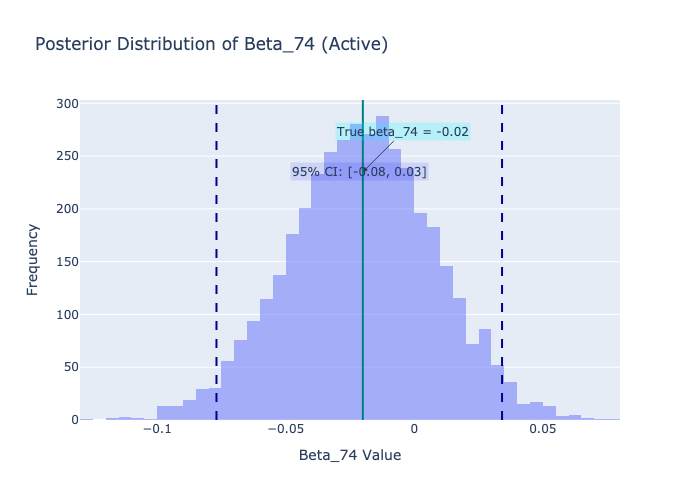 Posterior Distribution of Beta_74 (Active)
300
250
200
150
100
50
0
Frequency
True beta_74 = -0.02
95% CI: [-0.08, 0.03]
−0.1
−0.05
0
0.05
Beta_74 Value